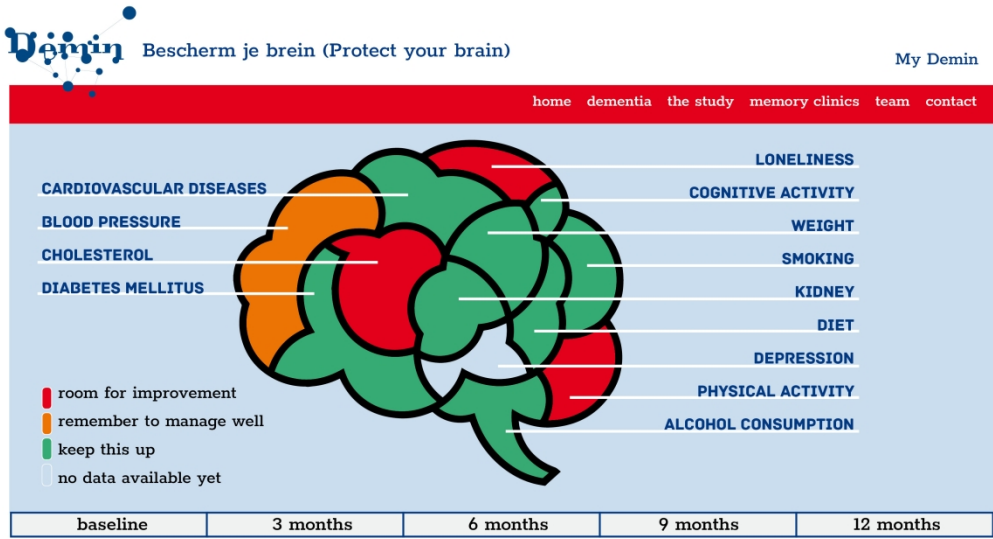 Demin
Bescherm je brein (Protect your brain)
My Demin
home dementia the study memory clinics team contact
CARDIOVASCULAR DISEASES
BLOOD PRESSURE
CHOLESTEROL
DIABETES MELLITUS
LONELINESS
COGNITIVE ACTIVITY
WEIGHT
SMOKING
KIDNEY
DIET
DEPRESSION
PHYSICAL ACTIVITY
ALCOHOL CONSUMPTION
room for improvement
remember to manage well
keep this up
no data available yet
baseline 3 months 6 months 9 months 12 months